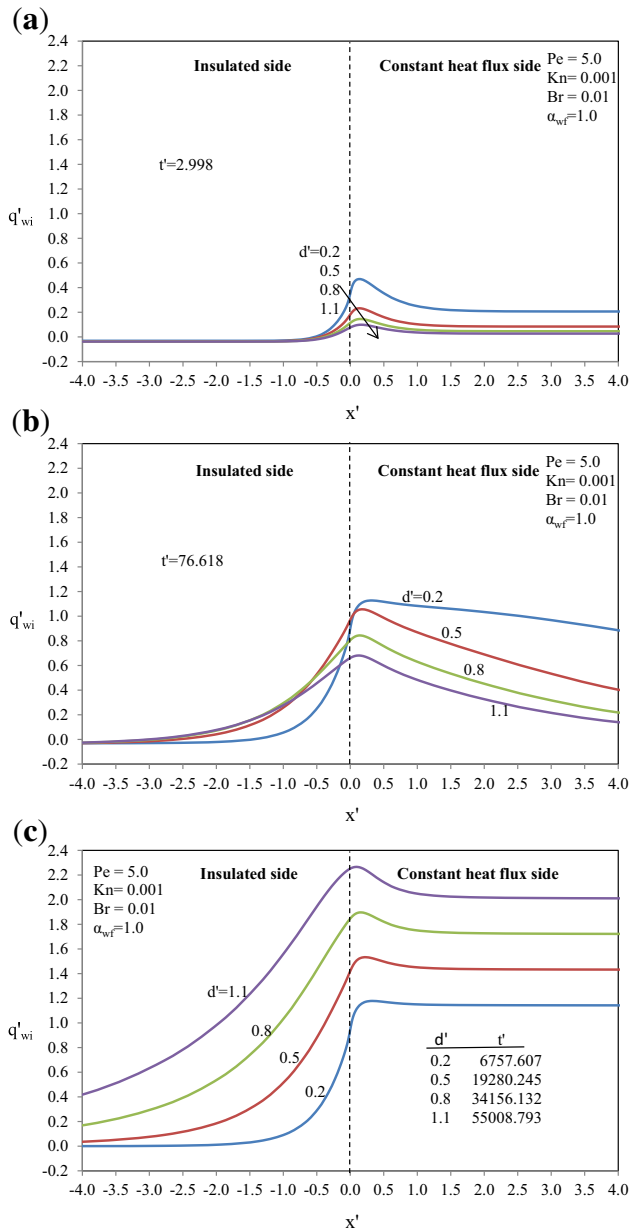 (a)
2.4
2.2
2.0
1.8
1.6
1.4
1.2
1.0
0.8
0.6
0.4
0.2
0.0
-0.2
q'wi
Insulated side
Constant heat flux side
Pe = 5.0
Kn= 0.001
Br = 0.01
αwf=1.0
t'=2.998
d'=0.2
0.5
0.8
1.1
-4.0 -3.5 -3.0 -2.5 -2.0 -1.5 -1.0 -0.5 0.0 0.5 1.0 1.5 2.0 2.5 3.0 3.5 4.0
x'
(b)
2.4
2.2
2.0
1.8
1.6
1.4
1.2
1.0
0.8
0.6
0.4
0.2
0.0
-0.2
q'wi
Insulated side
Constant heat flux side
Pe = 5.0
Kn= 0.001
Br = 0.01
αwf=1.0
t'=76.618
d'=0.2
0.5
0.8
1.1
-4.0 -3.5 -3.0 -2.5 -2.0 -1.5 -1.0 -0.5 0.0 0.5 1.0 1.5 2.0 2.5 3.0 3.5 4.0
x'
(c)
2.4
2.2
2.0
1.8
1.6
1.4
1.2
1.0
0.8
0.6
0.4
0.2
0.0
-0.2
q'wi
Pe = 5.0
Kn= 0.001
Br = 0.01
αwf=1.0
Insulated side
Constant heat flux side
d'=1.1
0.8
0.5
0.2
d' t'
0.2 6757.607
0.5 19280.245
0.8 34156.132
1.1 55008.793
-4.0 -3.5 -3.0 -2.5 -2.0 -1.5 -1.0 -0.5 0.0 0.5 1.0 1.5 2.0 2.5 3.0 3.5 4.0
x'